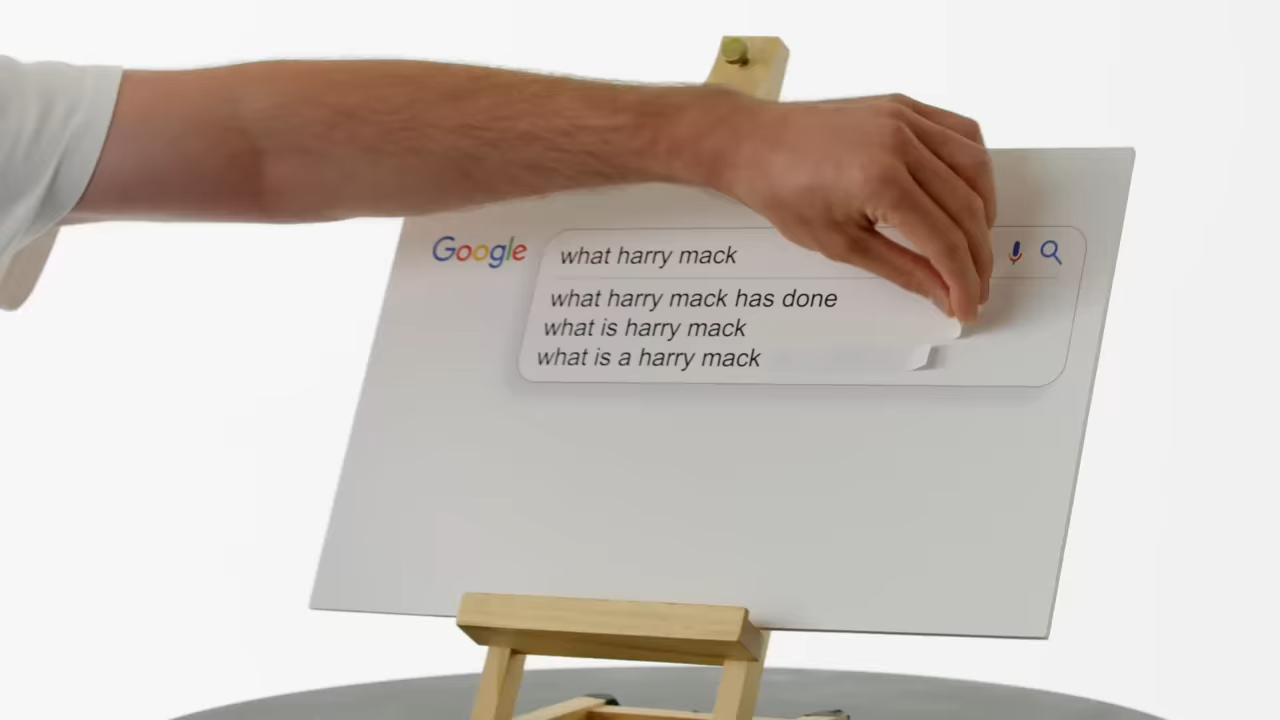 Google
what harry mack
what harry mack has done
what is harry mack
what is a harry mack